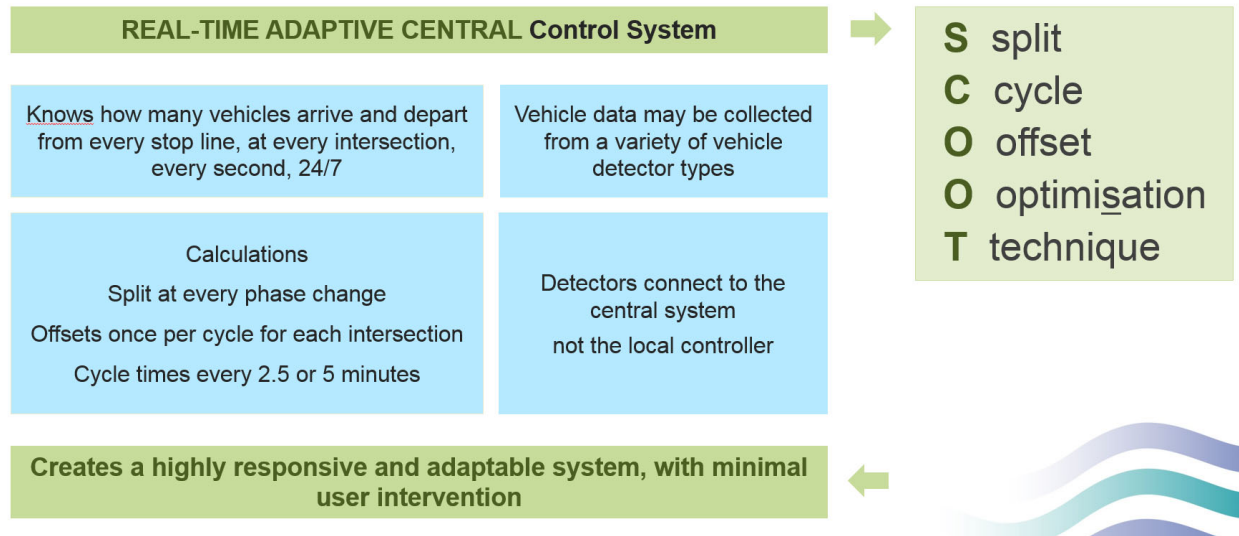 REAL-TIME ADAPTIVE CENTRAL Control System
Knows how many vehicles arrive and depart
from every stop line, at every intersection,
every second, 24/7
Vehicle data may be collected
from a variety of vehicle
detector types
Calculations
Split at every phase change
Offsets once per cycle for each intersection
Cycle times every 2.5 or 5 minutes
Detectors connect to the
central system
not the local controller
Creates a highly responsive and adaptable system, with minimal
user intervention
S split
C cycle
O offset
O optimisation
T technique